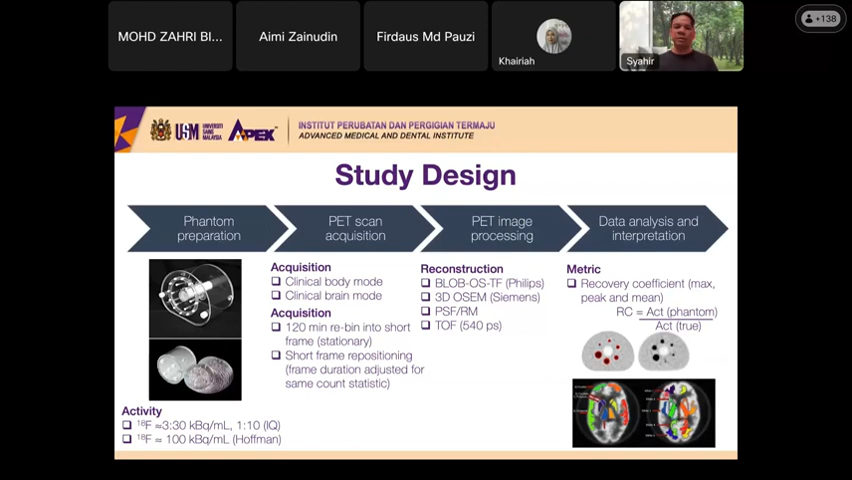 MOHD ZAHRI BI...
Aimi Zainudin
Firdaus Md Pauzi
Khairiah
Syahir
+138
USM
UNIVERSITI
SAINS
MALAYSIA
APEX
INSTITUT PERUBATAN DAN PERGIGIAN TERMAJU
ADVANCED MEDICAL AND DENTAL INSTITUTE
Study Design
Phantom
preparation
PET scan
acquisition
PET image
processing
Data analysis and
interpretation
Acquisition
Clinical body mode
Clinical brain mode
Acquisition
120 min re-bin into short
frame (stationary)
Short frame repositioning
(frame duration adjusted for
same count statistic)
Reconstruction
BLOB-OS-TF (Philips)
3D OSEM (Siemens)
PSF/RM
TOF (540 ps)
Metric
Recovery coefficient (max,
peak and mean)
RC = Act (phantom)
Act (true)
Activity
¹⁸F ≈3:30 kBq/mL, 1:10 (IQ)
¹⁸F ≈ 100 kBq/mL (Hoffman)